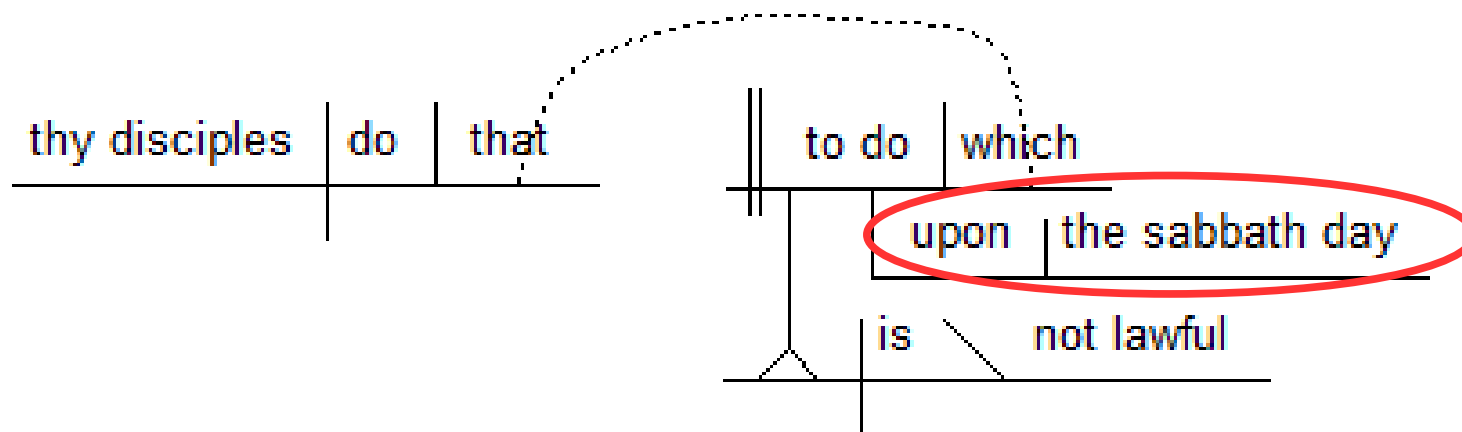 thy disciples do that to do which
upon the sabbath day
is not lawful